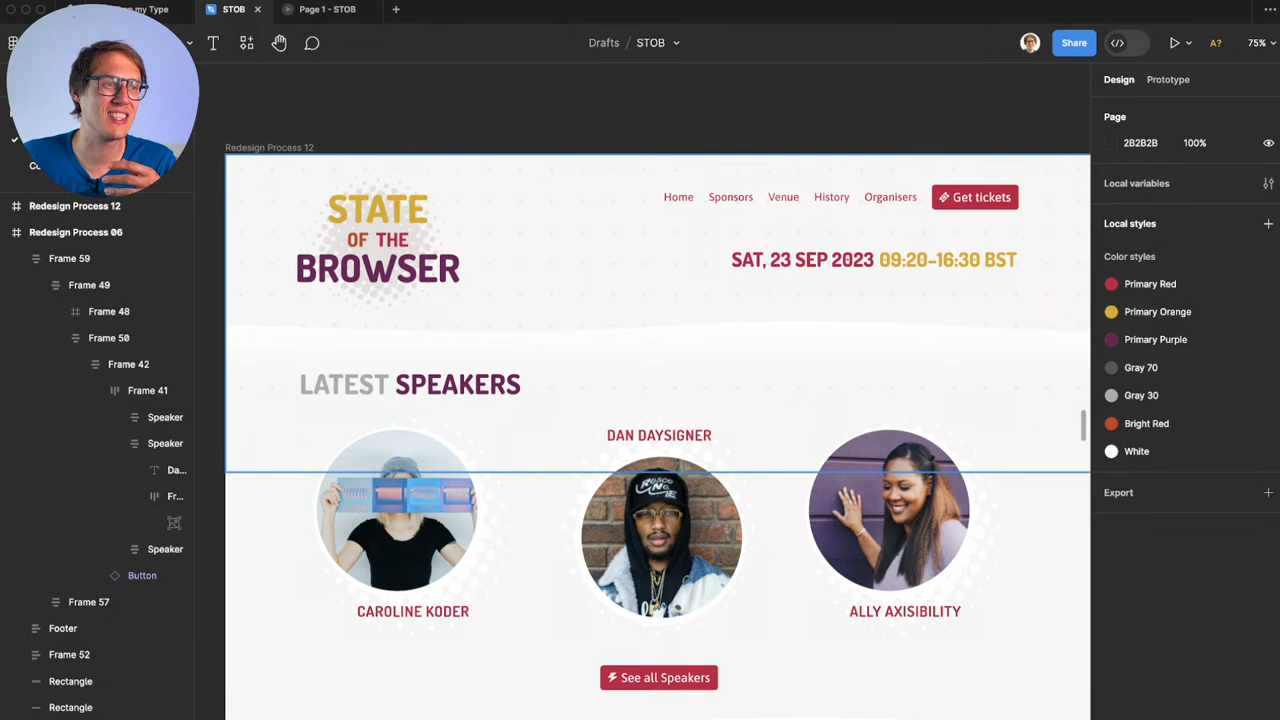 my Type
STOB
Page 1 - STOB
Drafts / STOB
Share
A?
75%
Redesign Process 12
Redesign Process 06
Frame 59
Frame 49
Frame 48
Frame 50
Frame 42
Frame 41
Speaker
Speaker
Da...
Fr...
Speaker
Button
Frame 57
Footer
Frame 52
Rectangle
Rectangle
Redesign Process 12
STATE
OF THE
BROWSER
Home Sponsors Venue History Organisers Get tickets
SAT, 23 SEP 2023 09:20–16:30 BST
LATEST SPEAKERS
CAROLINE KODER
DAN DAYSIGNER
ALLY AXISIBILITY
See all Speakers
Design Prototype
Page
2B2B2B 100%
Local variables
Local styles
Color styles
Primary Red
Primary Orange
Primary Purple
Gray 70
Gray 30
Bright Red
White
Export